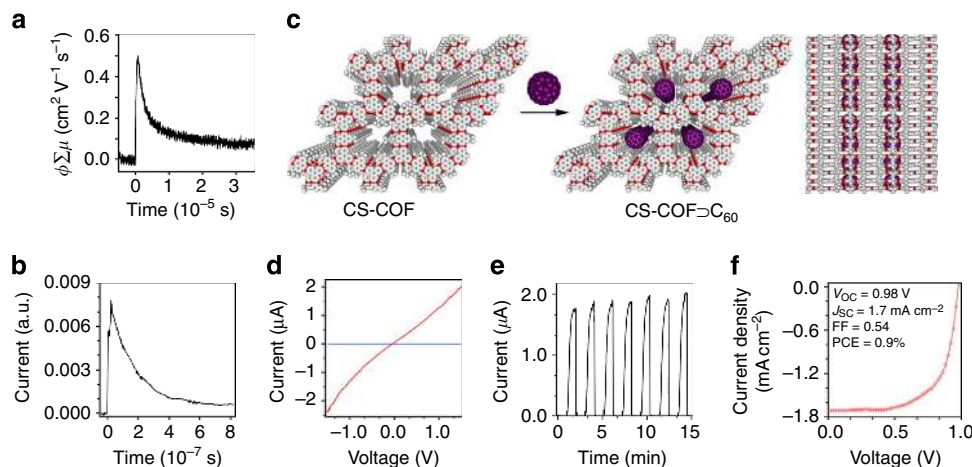 a
0.6
0.4
0.2
0.0
ϕΣμ (cm² V⁻¹ s⁻¹)
0 1 2 3
Time (10⁻⁵ s)
c
CS-COF
CS-COF⊃C₆₀
b
0.009
0.006
0.003
0.000
Current (a.u.)
0 2 4 6 8
Time (10⁻⁷ s)
d
2
1
0
−1
−2
Current (μA)
−1.0 0.0 1.0
Voltage (V)
e
2.0
1.0
0.0
Current (μA)
0 5 10 15
Time (min)
f
0.0
−0.6
−1.2
−1.8
Current density
(mA cm⁻²)
V_OC = 0.98 V
J_SC = 1.7 mA cm⁻²
FF = 0.54
PCE = 0.9%
0.0 0.5 1.0
Voltage (V)